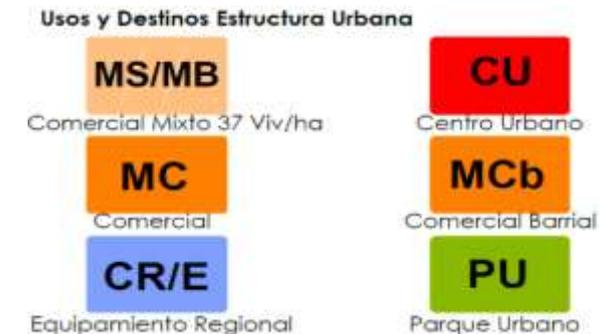 Usos y Destinos Estructura Urbana
MS/MB
CU
Comercial Mixto 37 Viv/ha
Centro Urbano
MC
MCb
Comercial
Comercial Barrial
CR/E
PU
Equipamiento Regional
Parque Urbano